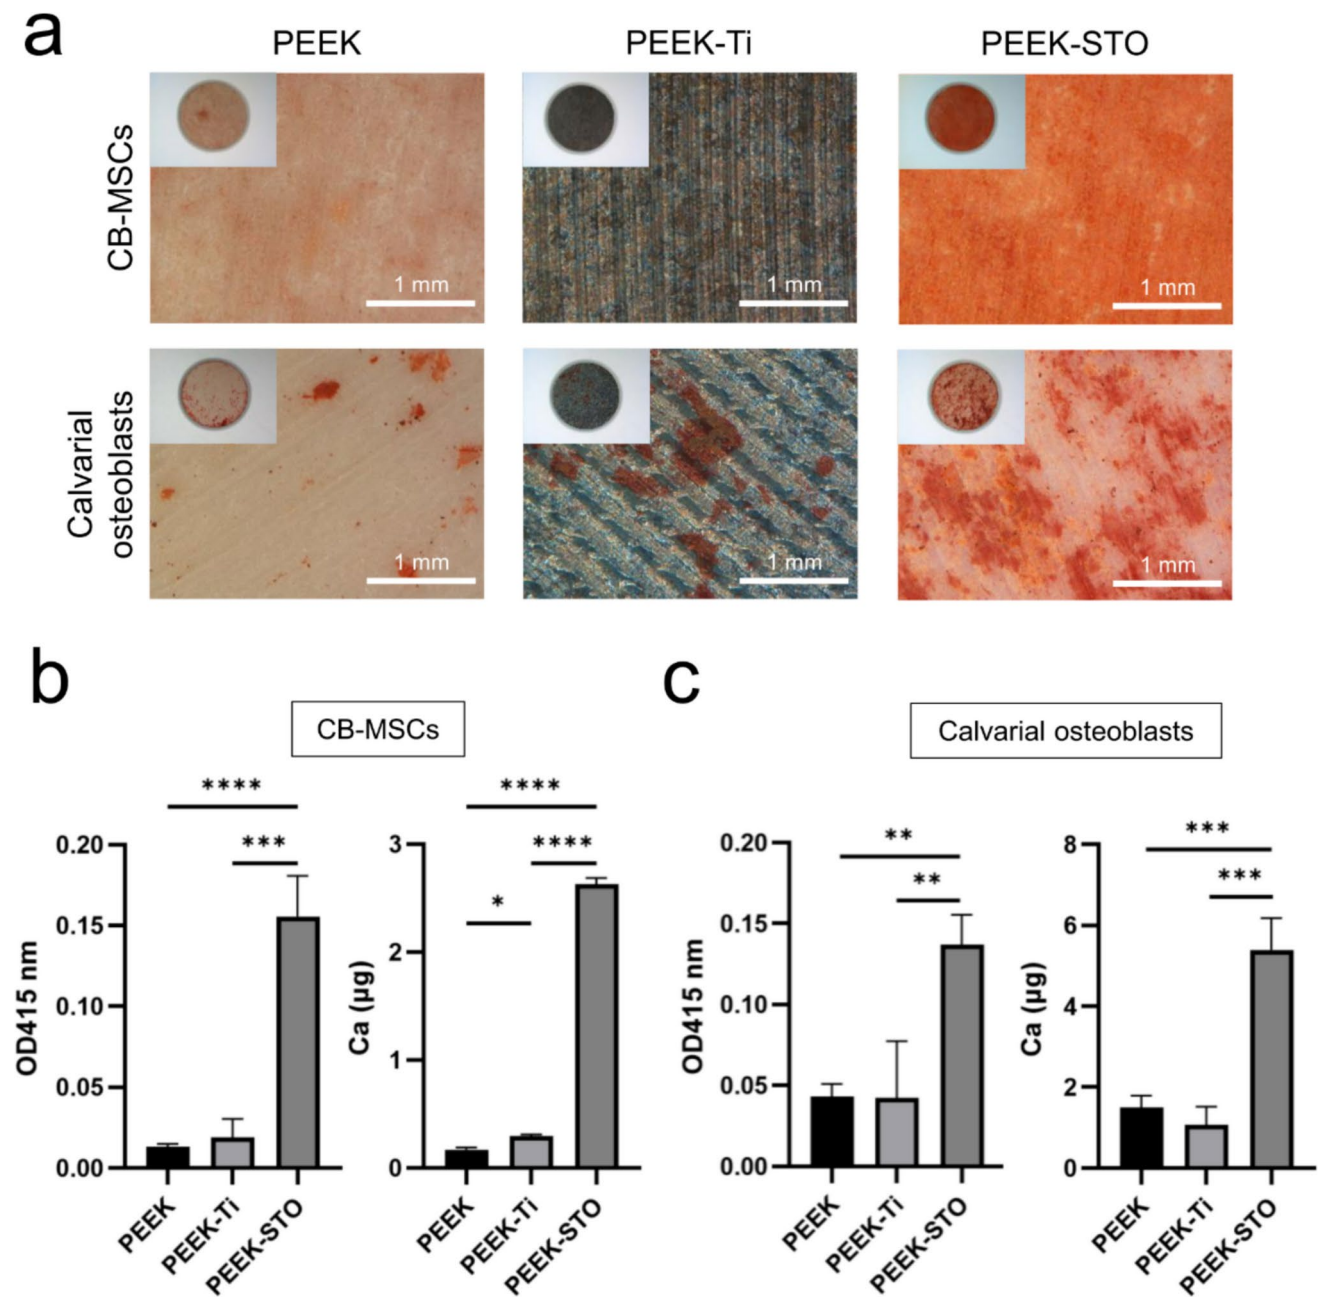 a
PEEK
PEEK-Ti
PEEK-STO
CB-MSCs
1 mm
1 mm
1 mm
Calvarial
osteoblasts
1 mm
1 mm
1 mm
b
CB-MSCs
OD415 nm
0.20
0.15
0.10
0.05
0.00
****
***
PEEK
PEEK-Ti
PEEK-STO
Ca (µg)
3
2
1
0
****
****
*
PEEK
PEEK-Ti
PEEK-STO
c
Calvarial osteoblasts
OD415 nm
0.20
0.15
0.10
0.05
0.00
**
**
PEEK
PEEK-Ti
PEEK-STO
Ca (µg)
8
6
4
2
0
***
***
PEEK
PEEK-Ti
PEEK-STO